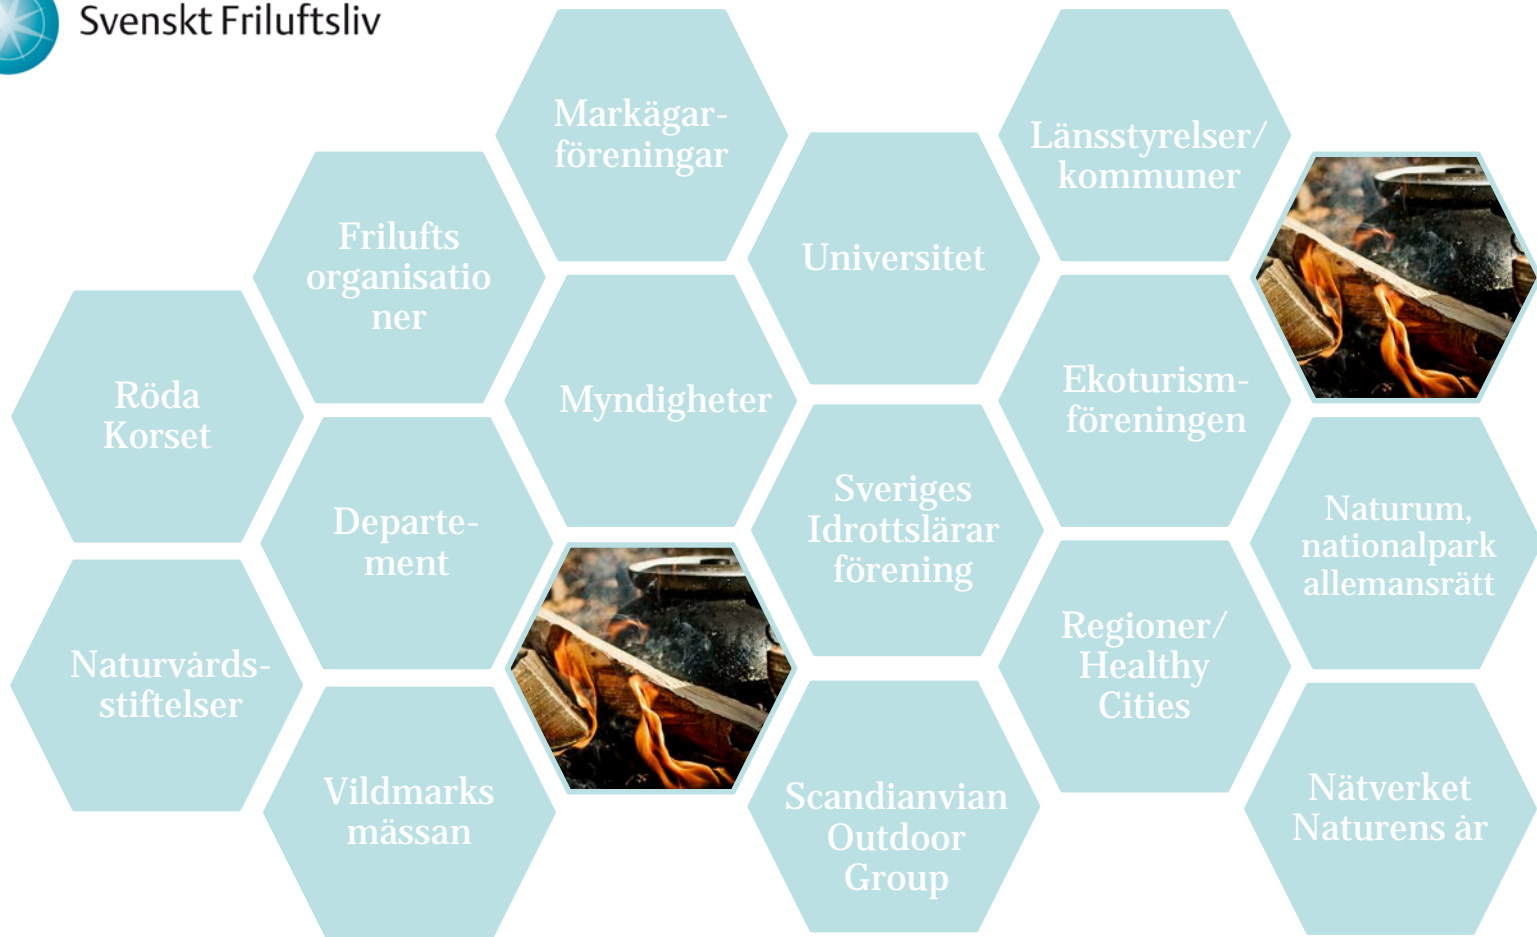 Svenskt Friluftsliv
Markägar-
föreningar
Länsstyrelser/
kommuner
Frilufts
organisatio
ner
Universitet
Röda
Korset
Myndigheter
Ekoturism-
föreningen
Departe-
ment
Sveriges
Idrottslärar
förening
Naturum,
nationalpark
allemansrätt
Naturvårds-
stiftelser
Regioner/
Healthy
Cities
Vildmarks
mässan
Scandianvian
Outdoor
Group
Nätverket
Naturens år